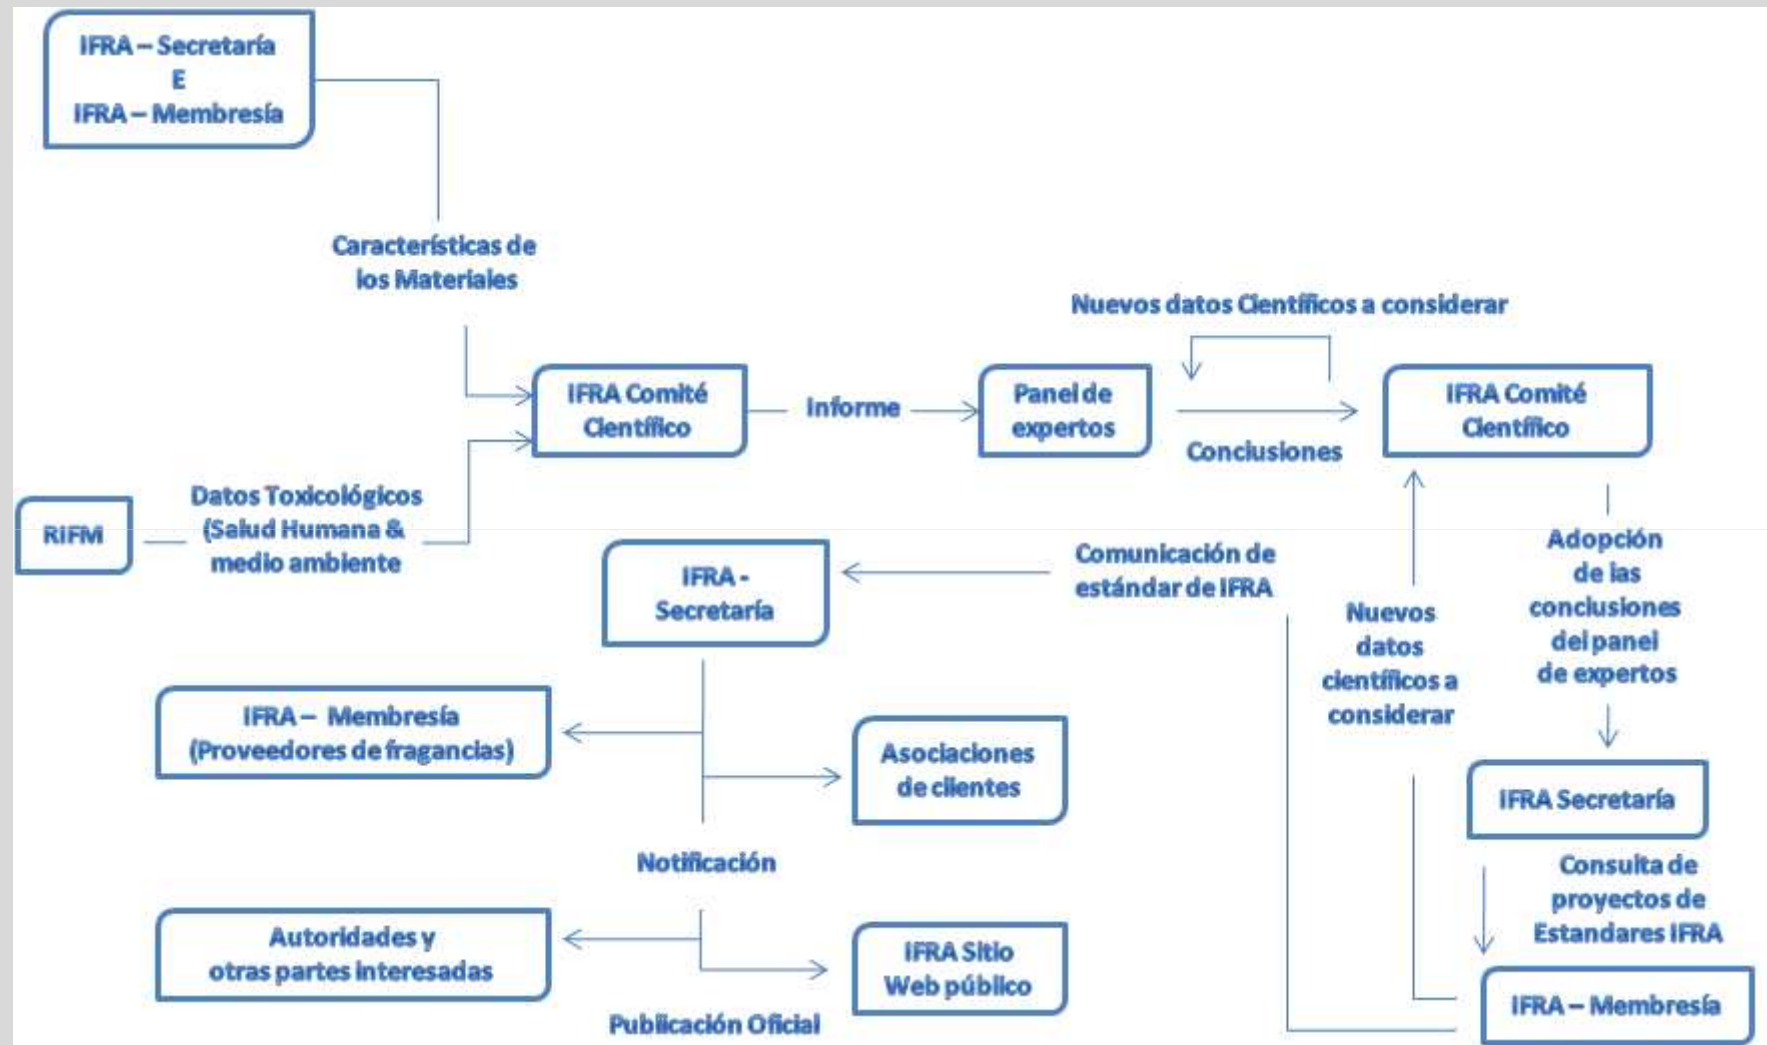 IFRA – Secretaría
E
IFRA – Membresía
Características de
los Materiales
Nuevos datos Científicos a considerar
IFRA Comité
Científico
Informe
Panel de
expertos
Conclusiones
IFRA Comité
Científico
RIFM
Datos Toxicológicos
(Salud Humana &
medio ambiente
IFRA -
Secretaría
Comunicación de
estándar de IFRA
Nuevos
datos
científicos a
considerar
Adopción
de las
conclusiones
del panel
de expertos
IFRA – Membresía
(Proveedores de fragancias)
Asociaciones
de clientes
IFRA Secretaría
Notificación
Consulta de
proyectos de
Estandares IFRA
Autoridades y
otras partes interesadas
IFRA Sitio
Web público
IFRA – Membresía
Publicación Oficial